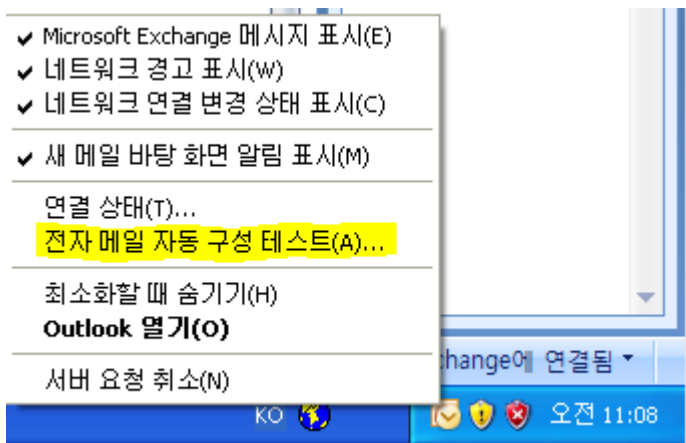 ✔ Microsoft Exchange 메시지 표시(E)
✔ 네트워크 경고 표시(W)
✔ 네트워크 연결 변경 상태 표시(C)
✔ 새 메일 바탕 화면 알림 표시(M)
연결 상태(T)...
전자 메일 자동 구성 테스트(A)...
최소화할 때 숨기기(H)
Outlook 열기(O)
change에 연결됨
서버 요청 취소(N)
KO
오전 11:08